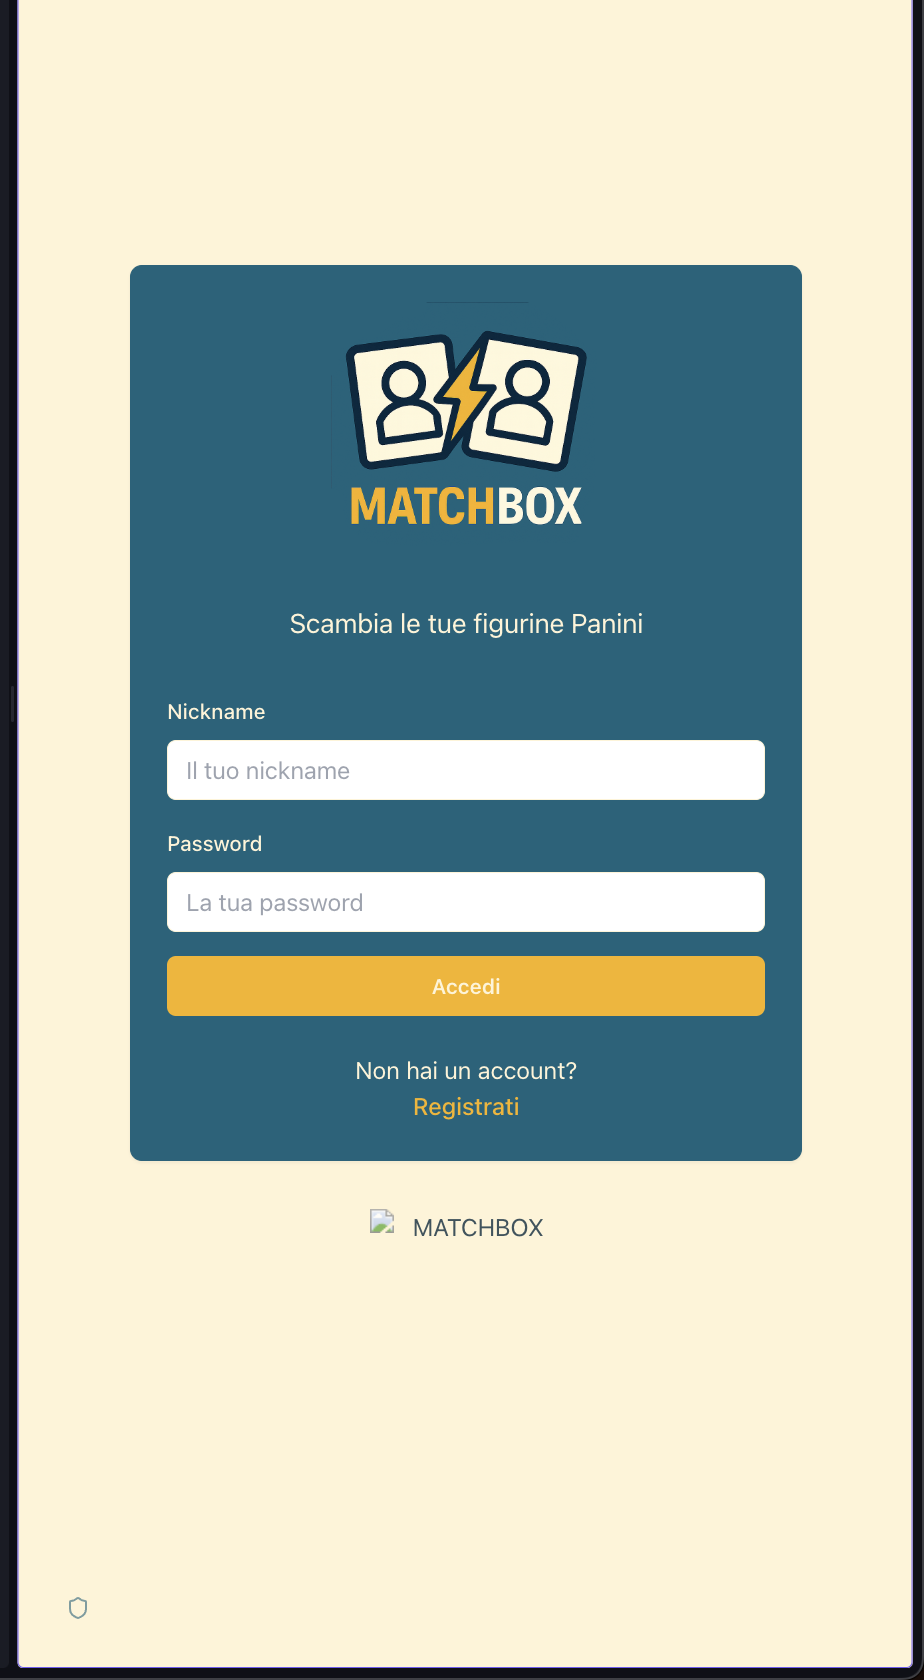 MATCHBOX
Scambia le tue figurine Panini
Nickname
Il tuo nickname
Password
La tua password
Accedi
Non hai un account?
Registrati
MATCHBOX